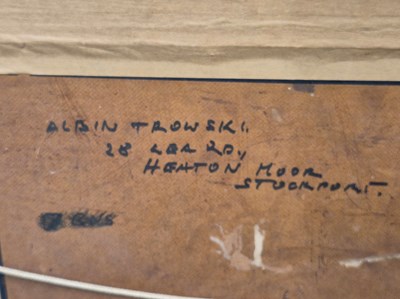 ALBIN TROWSKI.
28 LEA RD,
HEATON MOOR
STOCKPORT.